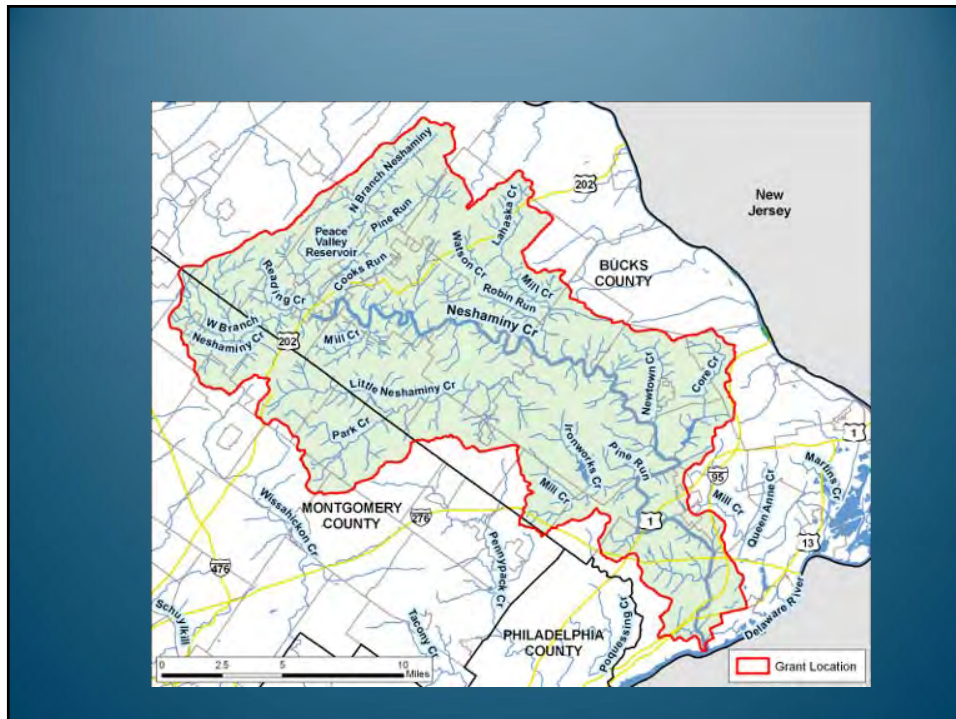 N Branch Neshaminy
202
Lahaska Cr
New
Jersey
Pine Run
Peace
Valley
Reservoir
Watson Cr
Cooks Run
Reading Cr
Mill Cr
BUCKS
COUNTY
Robin Run
Neshaminy Cr
W Branch
Neshaminy Cr
202
Mill Cr
Newtown Cr
Core Cr
Little Neshaminy Cr
Park Cr
Ironworks Cr
Pine Run
1
95
Martins Cr
Mill Cr
Mill Cr
Queen Anne Cr
Wissahickon Cr
MONTGOMERY
COUNTY
276
1
13
Pennypack Cr
476
Schuylkill
Tacony Cr
PHILADELPHIA
COUNTY
Poquessing Cr
Delaware River
0 2.5 5 10
Miles
Grant Location